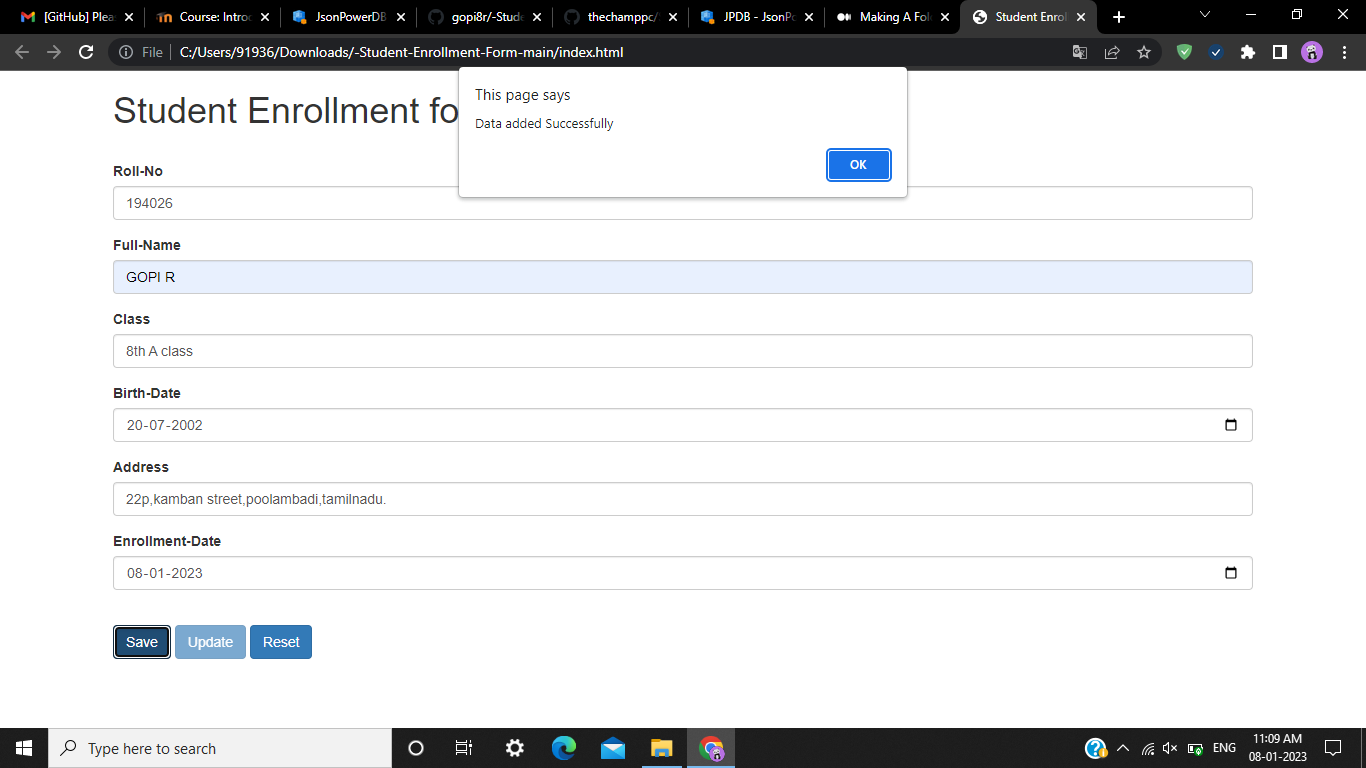 [GitHub] Plea
Course: Introd
JsonPowerDB
gopi8r/-Stude
thechamppc/
JPDB - JsonPo
Making A Fol
Student Enrol
File
C:/Users/91936/Downloads/-Student-Enrollment-Form-main/index.html
This page says
Data added Successfully
OK
Student Enrollment fo
Roll-No
194026
Full-Name
GOPI R
Class
8th A class
Birth-Date
20-07-2002
Address
22p,kamban street,poolambadi,tamilnadu.
Enrollment-Date
08-01-2023
Save Update Reset
Type here to search
ENG
11:09 AM
08-01-2023